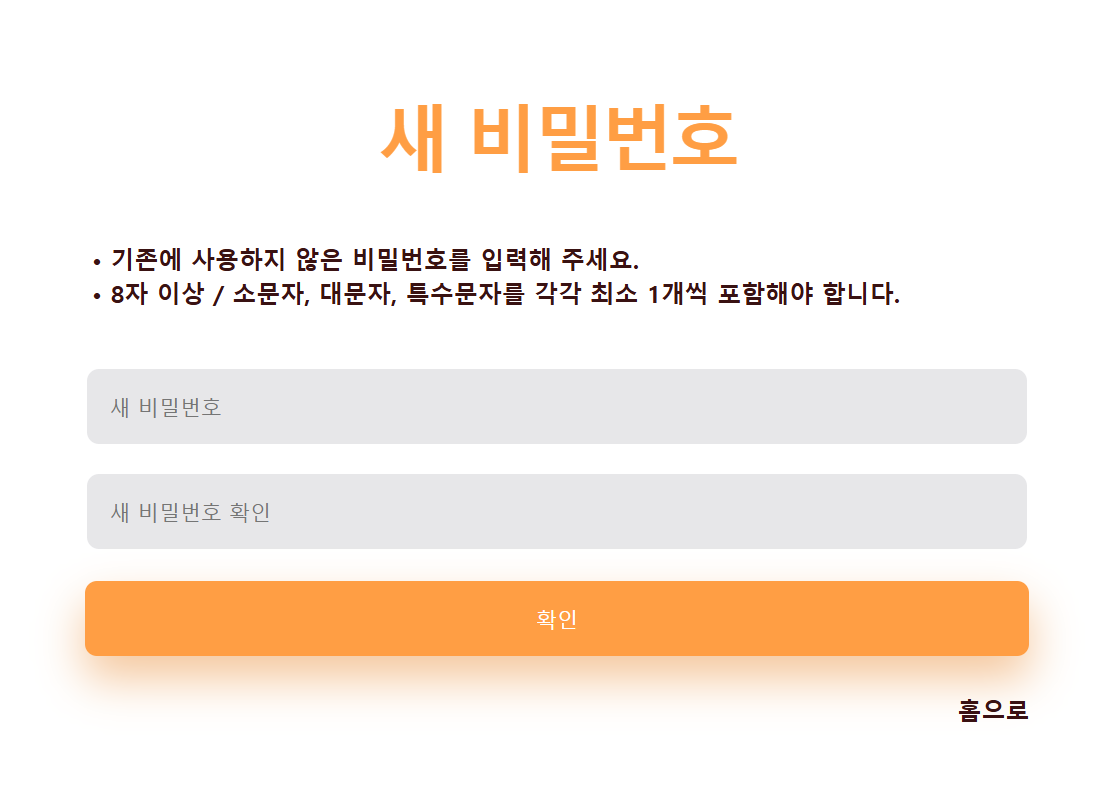 새 비밀번호
• 기존에 사용하지 않은 비밀번호를 입력해 주세요.
• 8자 이상 / 소문자, 대문자, 특수문자를 각각 최소 1개씩 포함해야 합니다.
새 비밀번호
새 비밀번호 확인
확인
홈으로